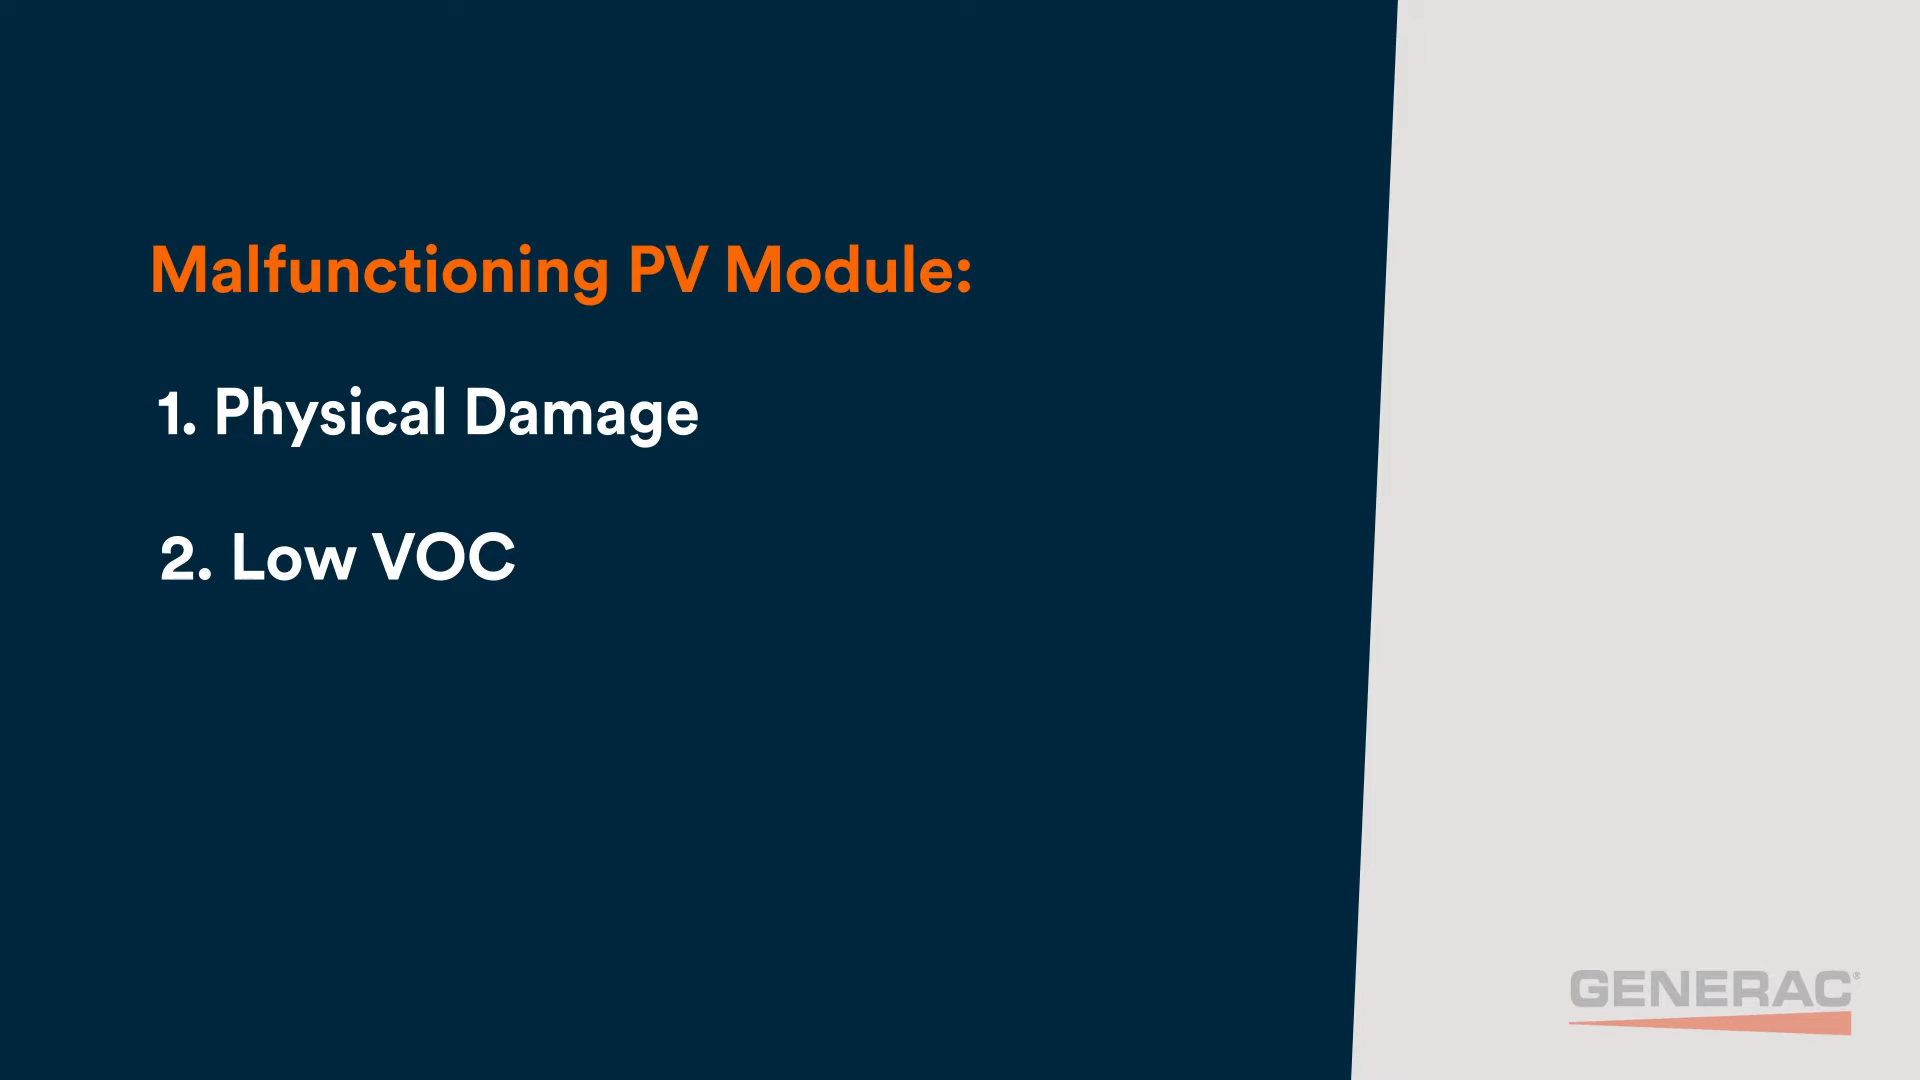 Malfunctioning PV Module:
1. Physical Damage
2. Low VOC
GENERAC®